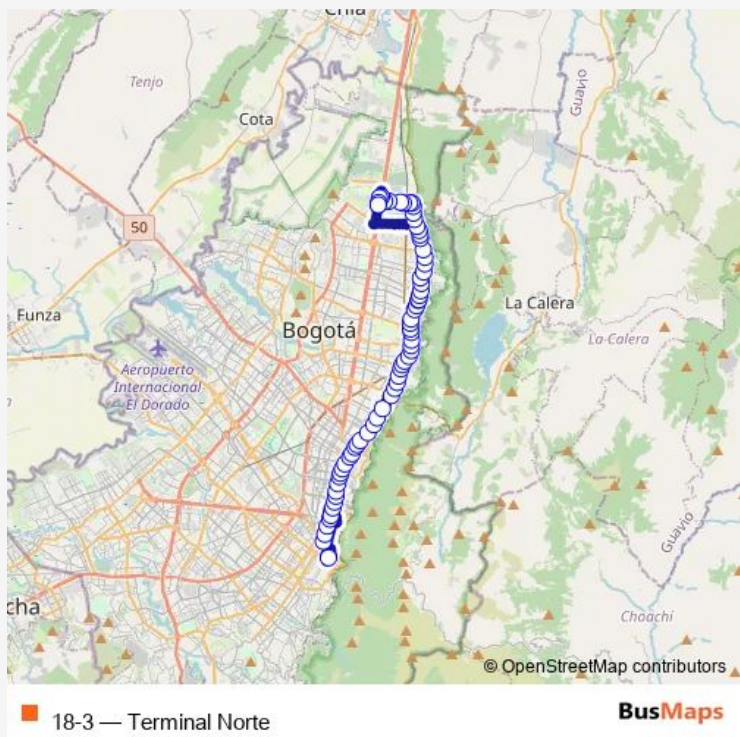 Chía
Tenjo
Cota
Guavio
50
Funza
La Calera
La Calera
Bogotá
Aeropuerto
Internacional
El Dorado
Guavio
cha
Choachí
© OpenStreetMap contributors
18-3 — Terminal Norte
BusMaps